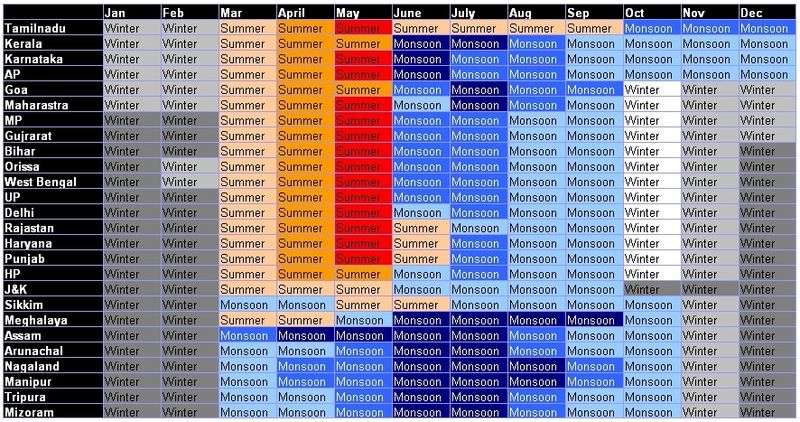 Jan Feb Mar April May June July Aug Sep Oct Nov Dec
Tamilnadu Winter Winter Summer Summer Summer Summer Summer Summer Summer Monsoon Monsoon Monsoon
Kerala Winter Winter Summer Summer Summer Monsoon Monsoon Monsoon Monsoon Monsoon Monsoon Monsoon
Karnataka Winter Winter Summer Summer Summer Monsoon Monsoon Monsoon Monsoon Monsoon Monsoon Monsoon
AP Winter Winter Summer Summer Summer Monsoon Monsoon Monsoon Monsoon Monsoon Monsoon Monsoon
Goa Winter Winter Summer Summer Summer Monsoon Monsoon Monsoon Monsoon Winter Winter Winter
Maharastra Winter Winter Summer Summer Summer Monsoon Monsoon Monsoon Monsoon Winter Winter Winter
MP Winter Winter Summer Summer Summer Monsoon Monsoon Monsoon Monsoon Winter Winter Winter
Gujrarat Winter Winter Summer Summer Summer Monsoon Monsoon Monsoon Monsoon Winter Winter Winter
Bihar Winter Winter Summer Summer Summer Monsoon Monsoon Monsoon Monsoon Winter Winter Winter
Orissa Winter Winter Summer Summer Summer Monsoon Monsoon Monsoon Monsoon Winter Winter Winter
West Bengal Winter Winter Summer Summer Summer Monsoon Monsoon Monsoon Monsoon Winter Winter Winter
UP Winter Winter Summer Summer Summer Monsoon Monsoon Monsoon Monsoon Winter Winter Winter
Delhi Winter Winter Summer Summer Summer Monsoon Monsoon Monsoon Monsoon Winter Winter Winter
Rajastan Winter Winter Summer Summer Summer Summer Monsoon Monsoon Monsoon Winter Winter Winter
Haryana Winter Winter Summer Summer Summer Summer Monsoon Monsoon Monsoon Winter Winter Winter
Punjab Winter Winter Summer Summer Summer Summer Monsoon Monsoon Monsoon Winter Winter Winter
HP Winter Winter Summer Summer Summer Monsoon Monsoon Monsoon Monsoon Winter Winter Winter
J&K Winter Winter Summer Summer Summer Summer Monsoon Monsoon Monsoon Winter Winter Winter
Sikkim Winter Winter Monsoon Monsoon Summer Summer Monsoon Monsoon Monsoon Monsoon Winter Winter
Meghalaya Winter Winter Summer Summer Monsoon Monsoon Monsoon Monsoon Monsoon Monsoon Winter Winter
Assam Winter Winter Monsoon Monsoon Monsoon Monsoon Monsoon Monsoon Monsoon Monsoon Winter Winter
Arunachal Winter Winter Monsoon Monsoon Monsoon Monsoon Monsoon Monsoon Monsoon Monsoon Winter Winter
Nagaland Winter Winter Monsoon Monsoon Monsoon Monsoon Monsoon Monsoon Monsoon Monsoon Winter Winter
Manipur Winter Winter Monsoon Monsoon Monsoon Monsoon Monsoon Monsoon Monsoon Monsoon Winter Winter
Tripura Winter Winter Monsoon Monsoon Monsoon Monsoon Monsoon Monsoon Monsoon Monsoon Winter Winter
Mizoram Winter Winter Monsoon Monsoon Monsoon Monsoon Monsoon Monsoon Monsoon Monsoon Winter Winter